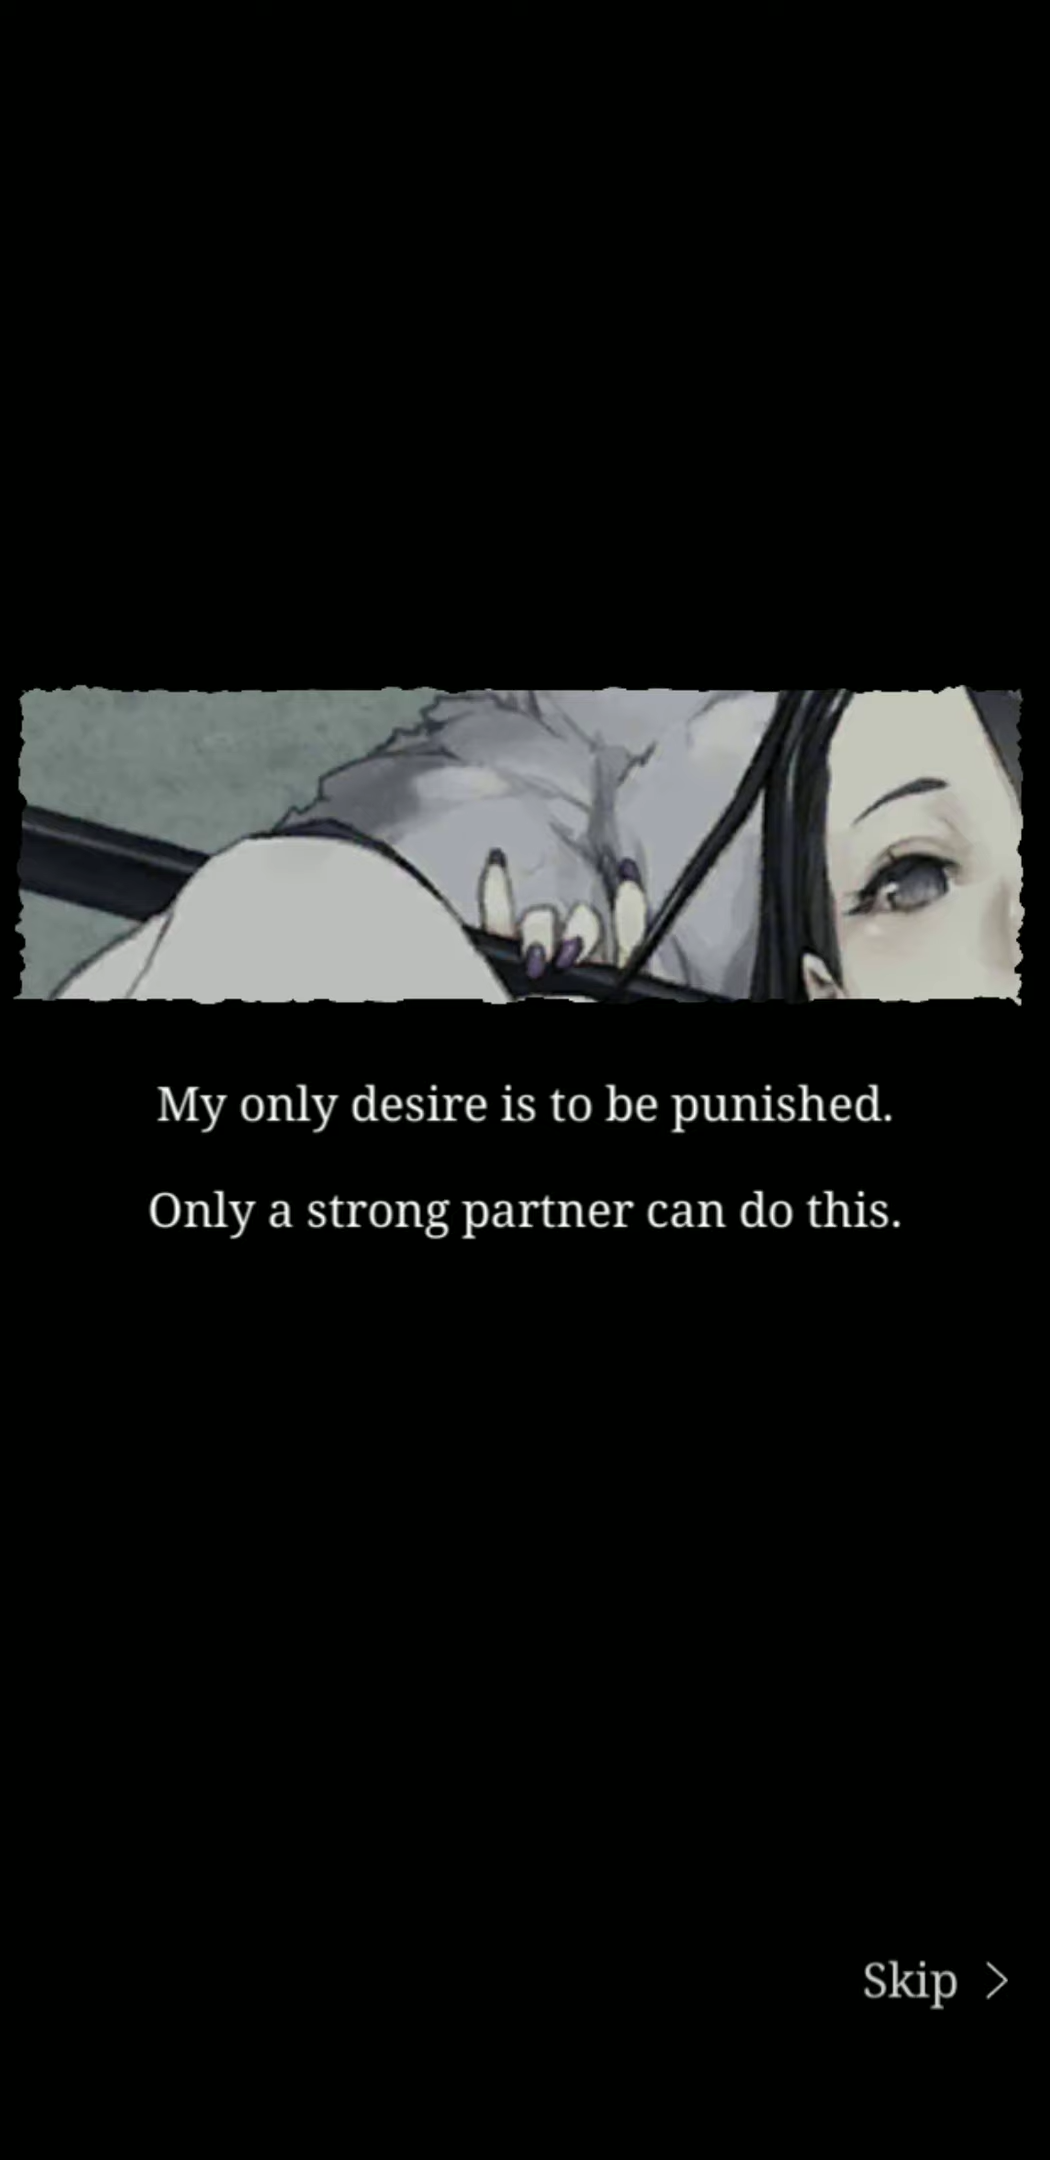 My only desire is to be punished.
Only a strong partner can do this.
Skip >